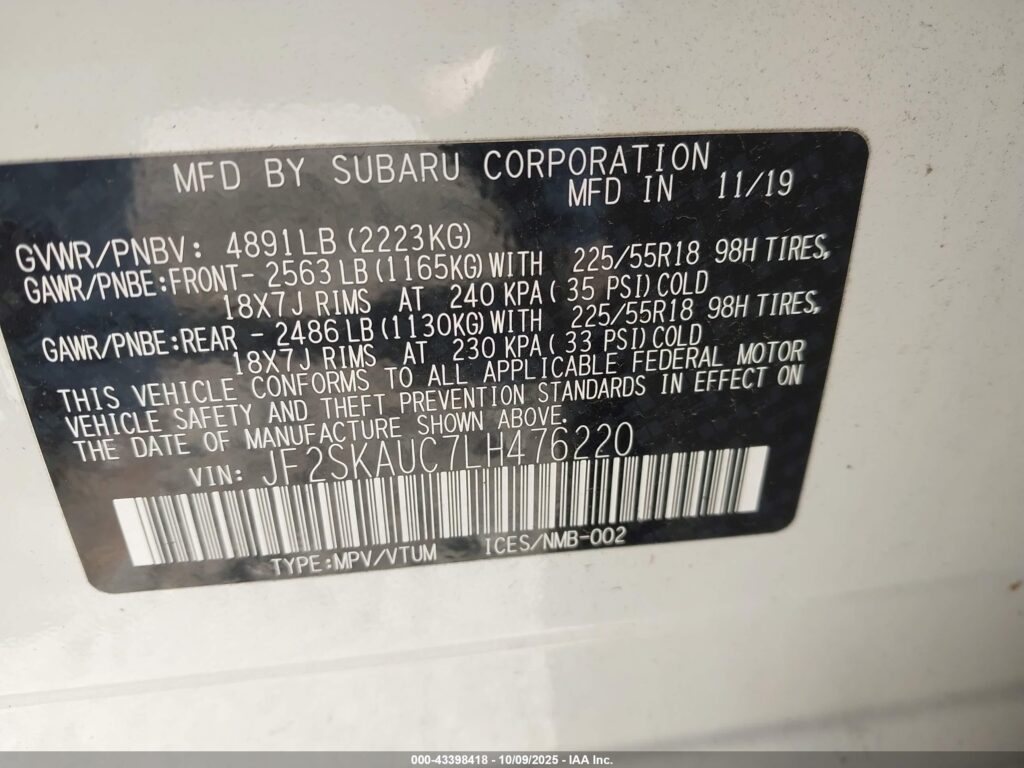 MFD BY SUBARU CORPORATION
MFD IN 11/19
GVWR/PNBV: 4891LB (2223KG)
GAWR/PNBE:FRONT- 2563LB (1165KG) WITH 225/55R18 98H TIRES,
18X7J RIMS AT 240 KPA( 35 PSI) COLD
GAWR/PNBE:REAR - 2486LB (1130KG) WITH 225/55R18 98H TIRES,
18X7J RIMS AT 230 KPA( 33 PSI) COLD
THIS VEHICLE CONFORMS TO ALL APPLICABLE FEDERAL MOTOR
VEHICLE SAFETY AND THEFT PREVENTION STANDARDS IN EFFECT ON
THE DATE OF MANUFACTURE SHOWN ABOVE.
VIN: JF2SKAUC7LH476220
TYPE:MPV/VTUM ICES/NMB-002
000-43398418 - 10/09/2025 - IAA Inc.